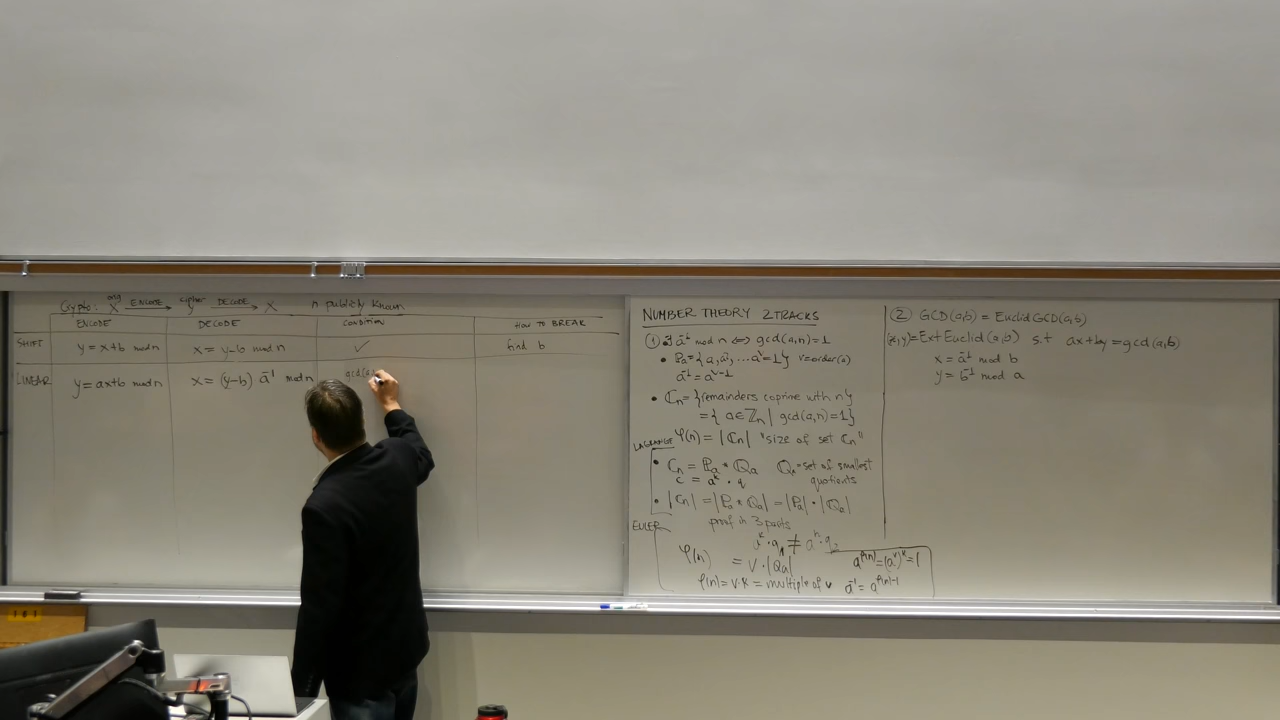 Crypto: X orig ENCODE → cipher DECODE → X n publicly known
ENCODE DECODE CONDITION HOW TO BREAK
SHIFT y = x+b mod n x = y-b mod n ✓ find b
LINEAR y = ax+b mod n x = (y-b) a⁻¹ mod n gcd(a,
NUMBER THEORY 2 TRACKS
① ∃ a⁻¹ mod n ⟺ gcd(a,n)=1
• Pa = {a, a², ... aᵛ=1} v=order(a)
a⁻¹ = aᵛ⁻¹
• Cn = {remainders coprime with n}
= {a∈Zn | gcd(a,n)=1}
φ(n) = |Cn| "size of set Cn"
LAGRANGE
• Cn = Pa * Qa Qa = set of smallest quotients
c = aᵏ · q
• |Cn| = |Pa * Qa| = |Pa| · |Qa|
proof in 3 parts
EULER
φ(n) = v · |Qa|
φ(n) = v·k = multiple of v
a^φ(n) = (aᵛ)ᵏ = 1
a⁻¹ = a^φ(n)-1
② GCD(a,b) = EuclidGCD(a,b)
(x,y) = ExtEuclid(a,b) s.t ax+by = gcd(a,b)
x = a⁻¹ mod b
y = b⁻¹ mod a